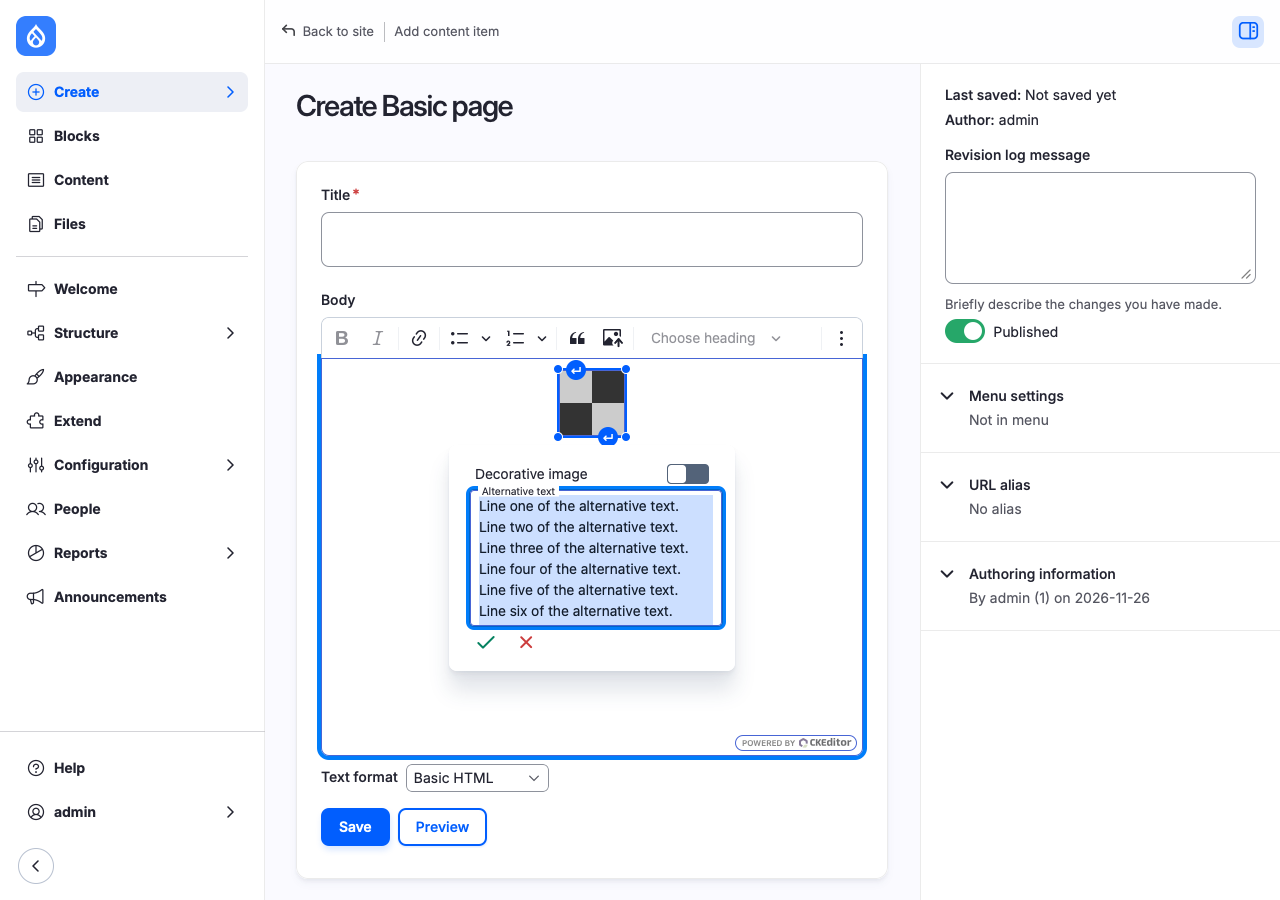 Back to site
Add content item
Create
Blocks
Content
Files
Welcome
Structure
Appearance
Extend
Configuration
People
Reports
Announcements
Help
admin
Create Basic page
Title*
Body
B I
Choose heading
Decorative image
Alternative text
Line one of the alternative text.
Line two of the alternative text.
Line three of the alternative text.
Line four of the alternative text.
Line five of the alternative text.
Line six of the alternative text.
POWERED BY CKEditor
Text format Basic HTML
Save Preview
Last saved: Not saved yet
Author: admin
Revision log message
Briefly describe the changes you have made.
Published
Menu settings
Not in menu
URL alias
No alias
Authoring information
By admin (1) on 2026-11-26